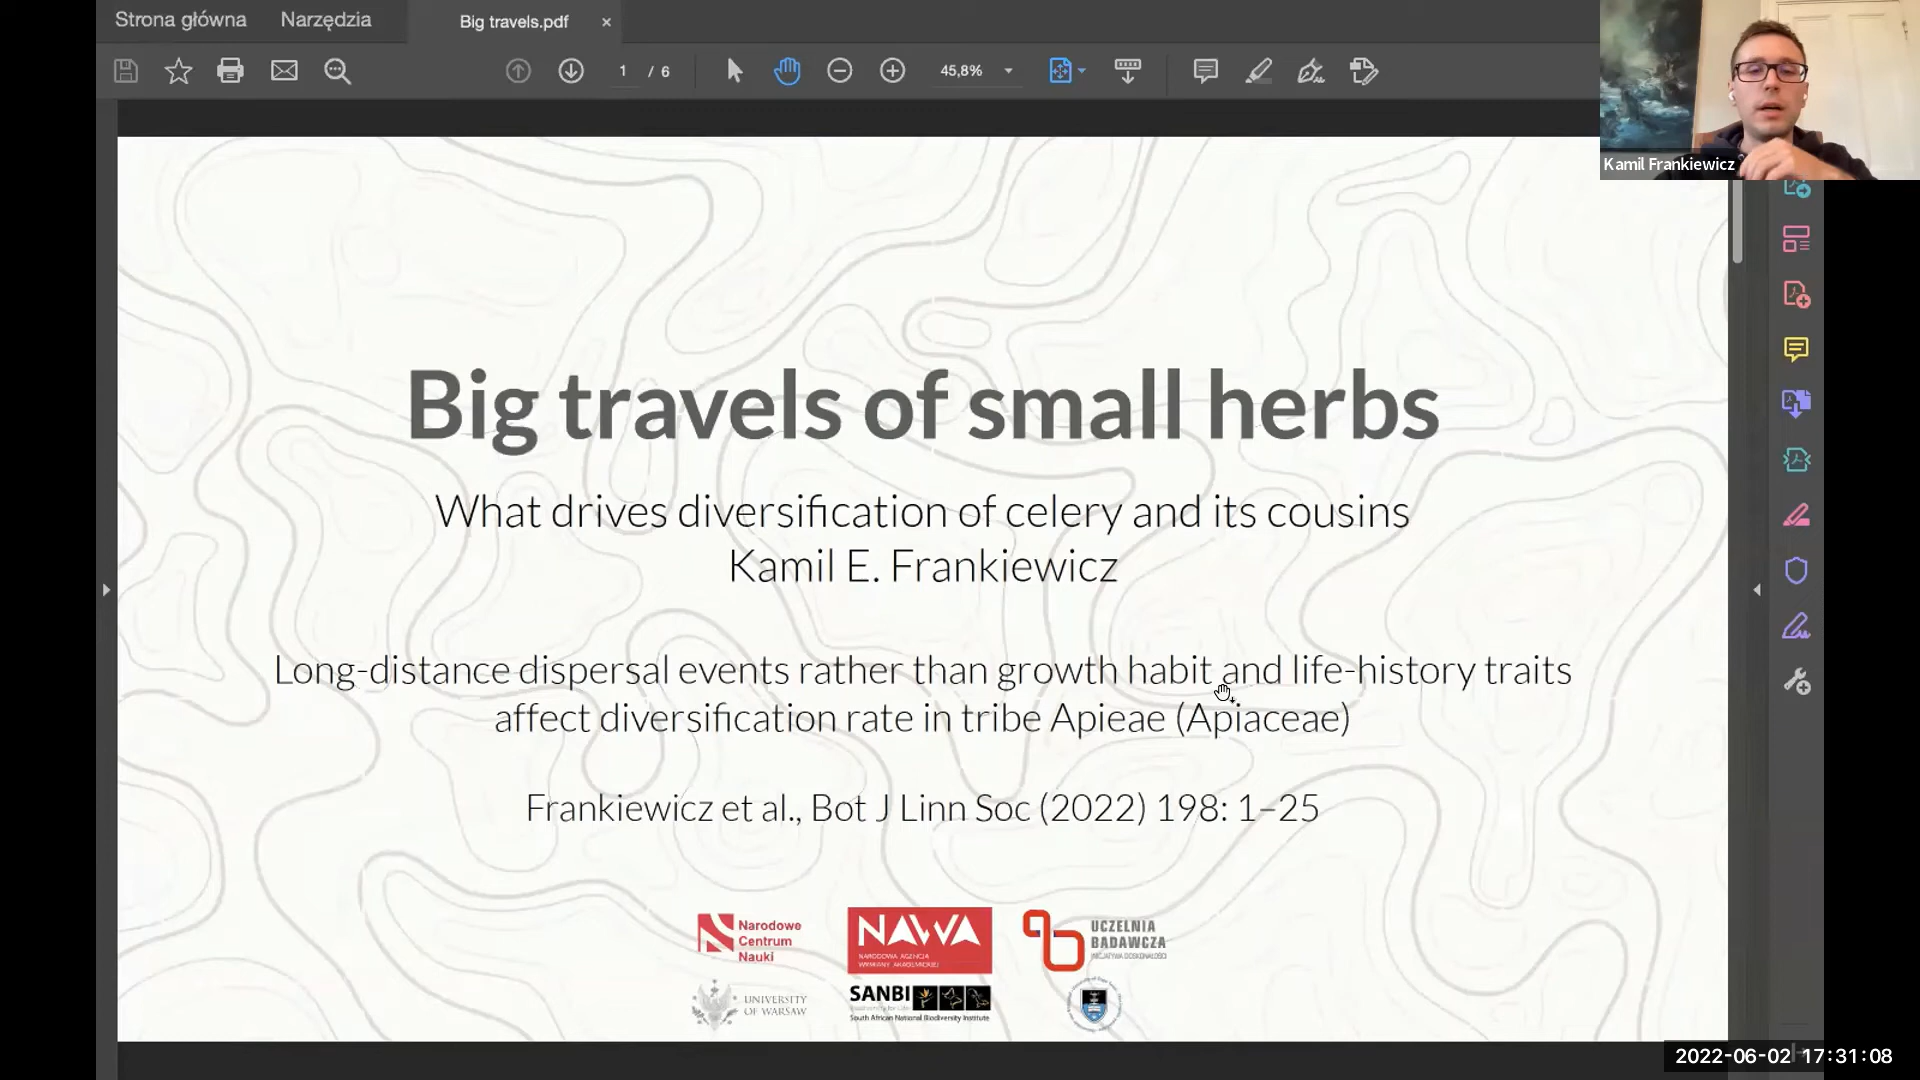 Strona główna
Narzędzia
Big travels.pdf
1 / 6
45,8%
Kamil Frankiewicz
Big travels of small herbs
What drives diversification of celery and its cousins
Kamil E. Frankiewicz
Long-distance dispersal events rather than growth habit and life-history traits
affect diversification rate in tribe Apieae (Apiaceae)
Frankiewicz et al., Bot J Linn Soc (2022) 198: 1–25
Narodowe
Centrum
Nauki
NAWA
NARODOWA AGENCJA
WYMIANY AKADEMICKIEJ
UCZELNIA
BADAWCZA
INICJATYWA DOSKONAŁOŚCI
UNIVERSITY
OF WARSAW
SANBI
South African National Biodiversity Institute
2022-06-02 17:31:08